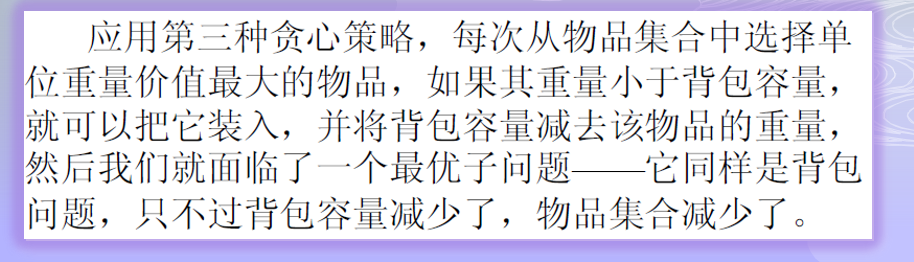 应用第三种贪心策略，每次从物品集合中选择单
位重量价值最大的物品，如果其重量小于背包容量，
就可以把它装入，并将背包容量减去该物品的重量，
然后我们就面临了一个最优子问题——它同样是背包
问题，只不过背包容量减少了，物品集合减少了。